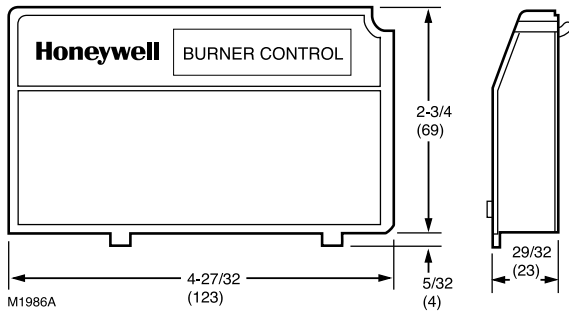 Honeywell
BURNER CONTROL
2-3/4
(69)
4-27/32
(123)
5/32
(4)
29/32
(23)
M1986A